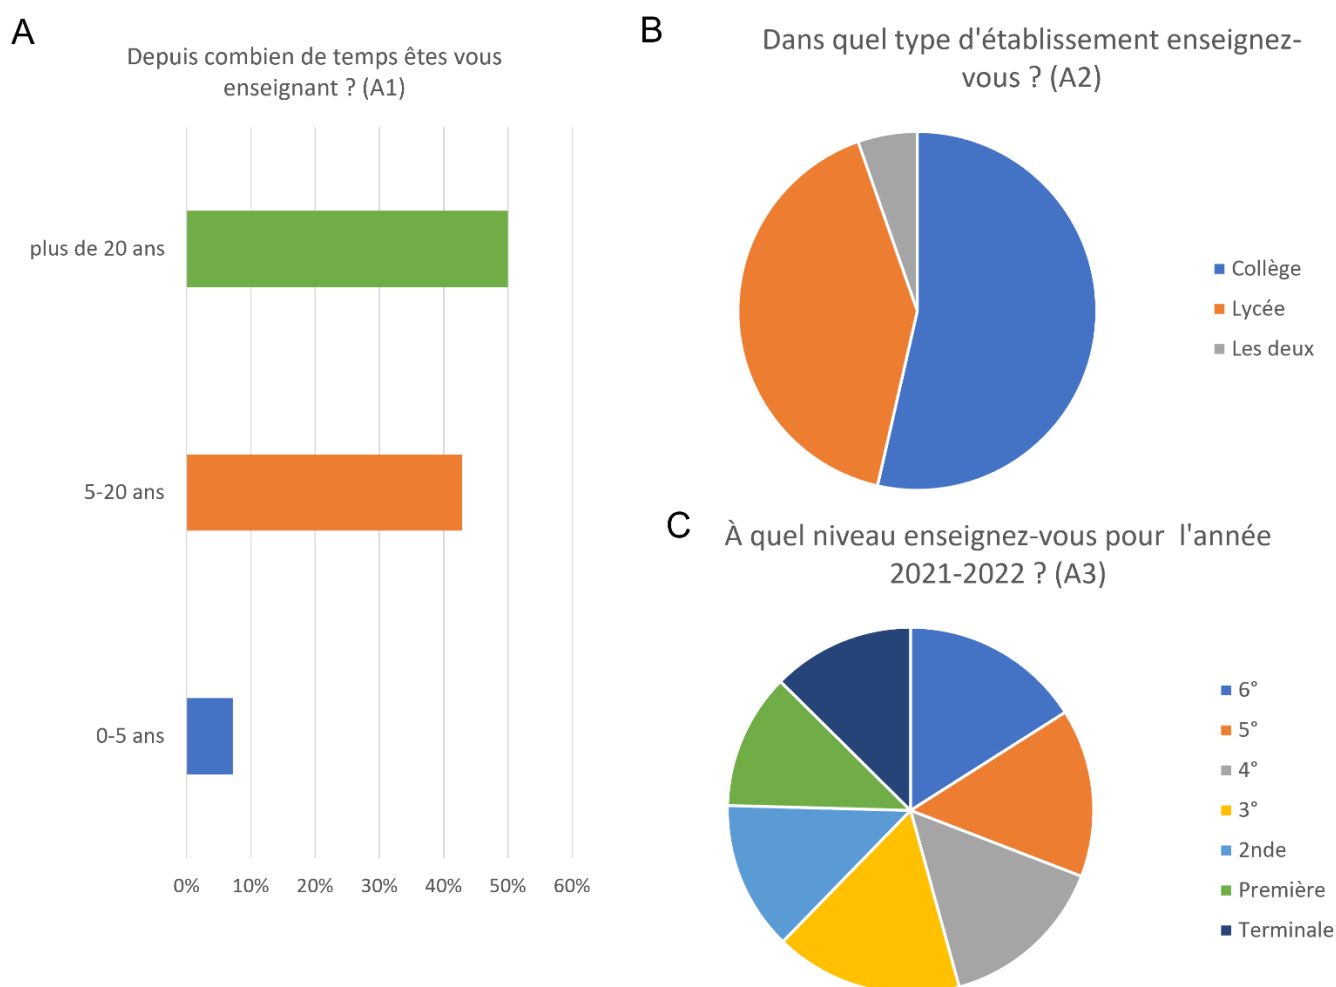 A
Depuis combien de temps êtes vous
enseignant ? (A1)
plus de 20 ans
5-20 ans
0-5 ans
0% 10% 20% 30% 40% 50% 60%
B
Dans quel type d'établissement enseignez-
vous ? (A2)
Collège
Lycée
Les deux
C
À quel niveau enseignez-vous pour l'année
2021-2022 ? (A3)
6°
5°
4°
3°
2nde
Première
Terminale